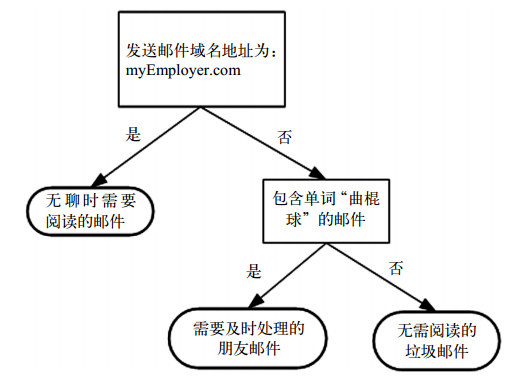 发送邮件域名地址为：
myEmployer.com
是
否
无聊时需要
阅读的邮件
包含单词“曲棍
球”的邮件
是
否
需要及时处理的
朋友邮件
无需阅读的
垃圾邮件